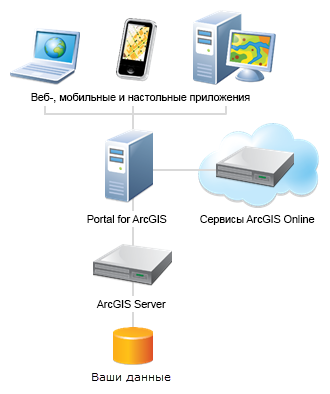 Веб-, мобильные и настольные приложения
Portal for ArcGIS
Сервисы ArcGIS Online
ArcGIS Server
Ваши данные